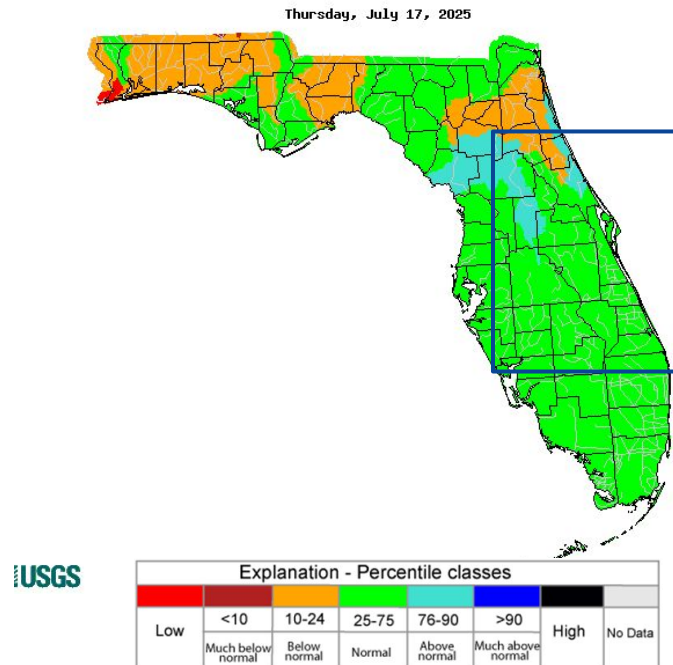 Thursday, July 17, 2025
USGS
Explanation - Percentile classes
Low
<10
10-24
25-75
76-90
>90
High
No Data
Much below
normal
Below
normal
Normal
Above
normal
Much above
normal